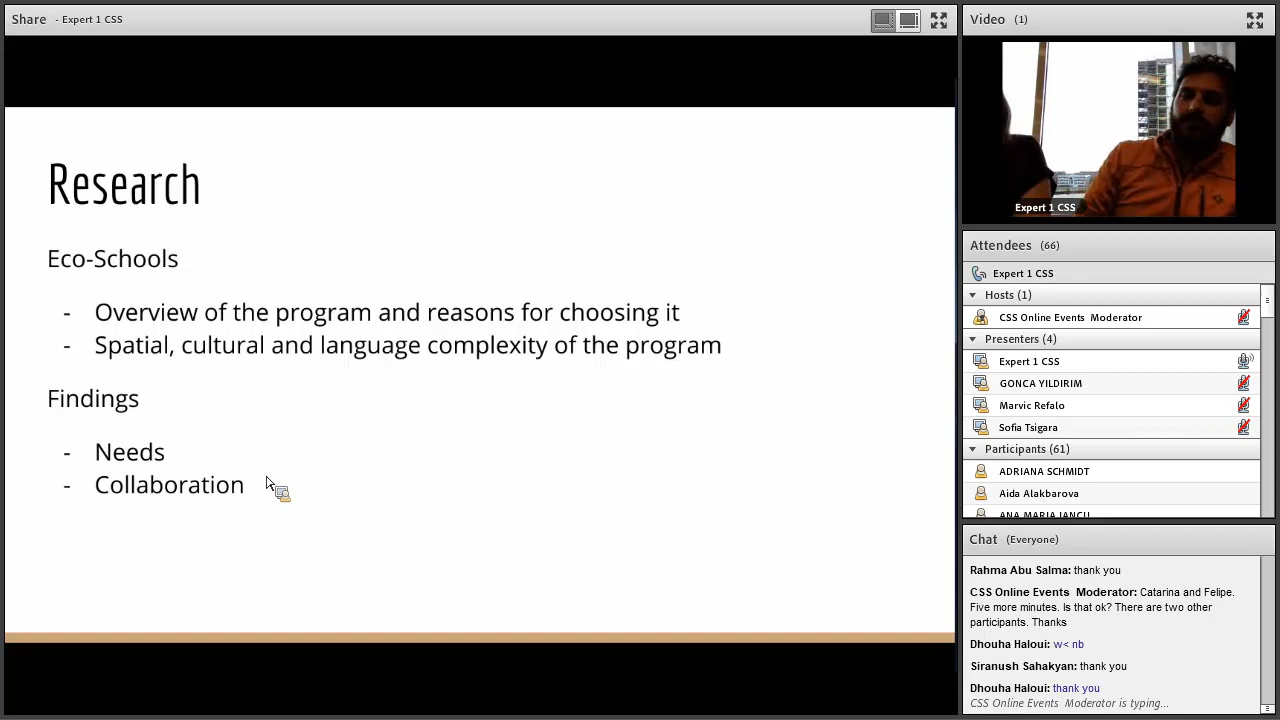 Share - Expert 1 CSS
Research
Eco-Schools
- Overview of the program and reasons for choosing it
- Spatial, cultural and language complexity of the program
Findings
- Needs
- Collaboration
Video (1)
Expert 1 CSS
Attendees (66)
Expert 1 CSS
Hosts (1)
CSS Online Events Moderator
Presenters (4)
Expert 1 CSS
GONCA YILDIRIM
Marvic Refalo
Sofia Tsigara
Participants (61)
ADRIANA SCHMIDT
Aida Alakbarova
ANA MARIA IANCU
Chat (Everyone)
Rahma Abu Salma: thank you
CSS Online Events Moderator: Catarina and Felipe.
Five more minutes. Is that ok? There are two other
participants. Thanks
Dhouha Haloui: w< nb
Siranush Sahakyan: thank you
Dhouha Haloui: thank you
CSS Online Events Moderator is typing...